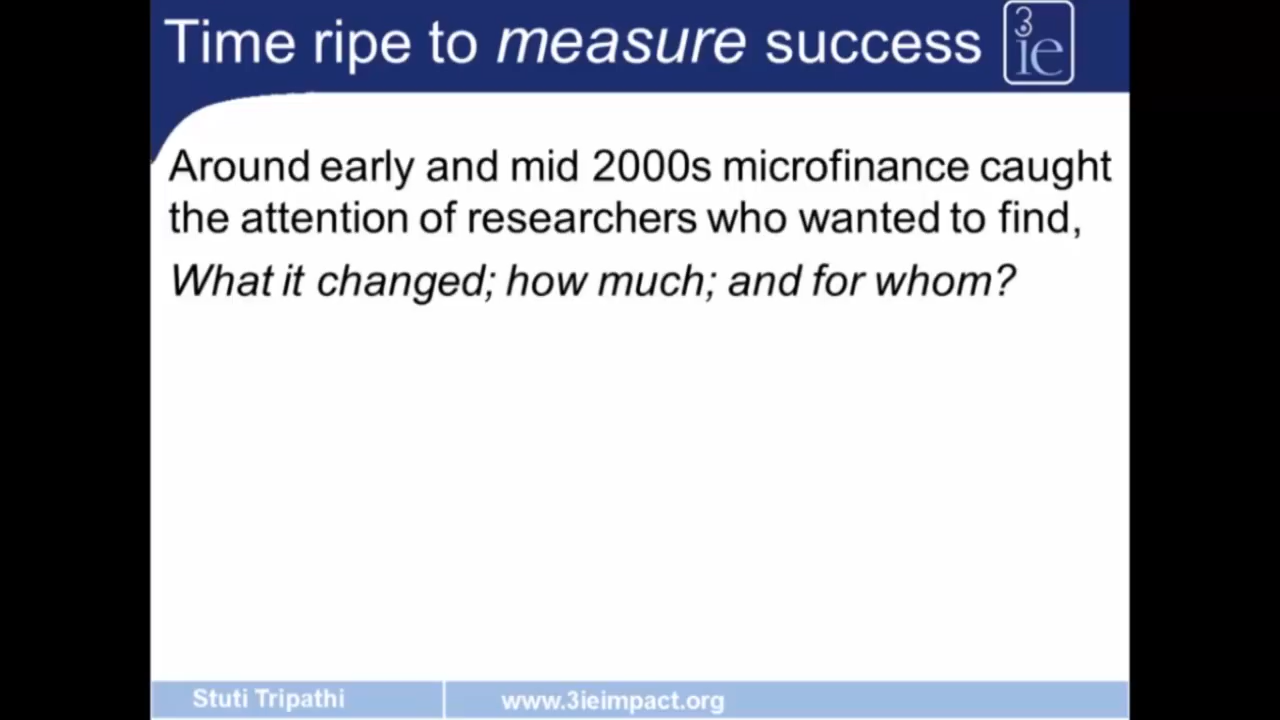 Time ripe to measure success
3ie
Around early and mid 2000s microfinance caught
the attention of researchers who wanted to find,
What it changed; how much; and for whom?
Stuti Tripathi
www.3ieimpact.org